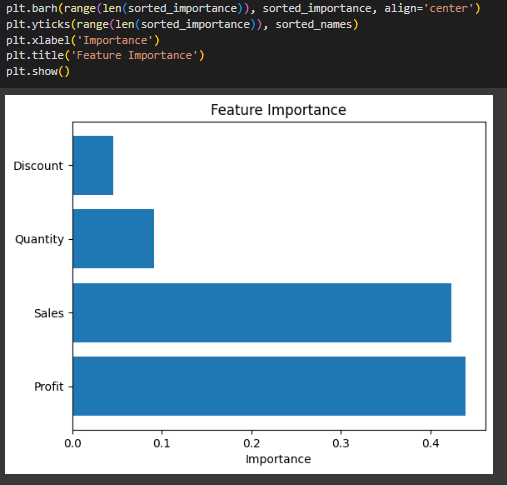 plt.barh(range(len(sorted_importance)), sorted_importance, align='center')
plt.yticks(range(len(sorted_importance)), sorted_names)
plt.xlabel('Importance')
plt.title('Feature Importance')
plt.show()
Feature Importance
Discount
Quantity
Sales
Profit
0.0 0.1 0.2 0.3 0.4
Importance